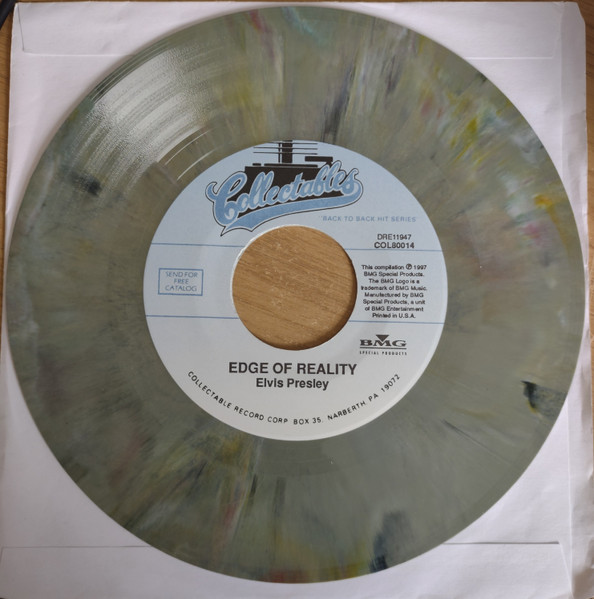 Collectables
"BACK TO BACK HIT SERIES"
DRE11947
COL80014
SEND FOR
FREE
CATALOG
This compilation ℗ 1997
BMG Special Products.
The BMG Logo is a
trademark of BMG Music.
Manufactured by BMG
Special Products, a unit
of BMG Entertainment
Printed in U.S.A.
BMG
SPECIAL PRODUCTS
EDGE OF REALITY
Elvis Presley
COLLECTABLE RECORD CORP. BOX 35, NARBERTH, PA 19072